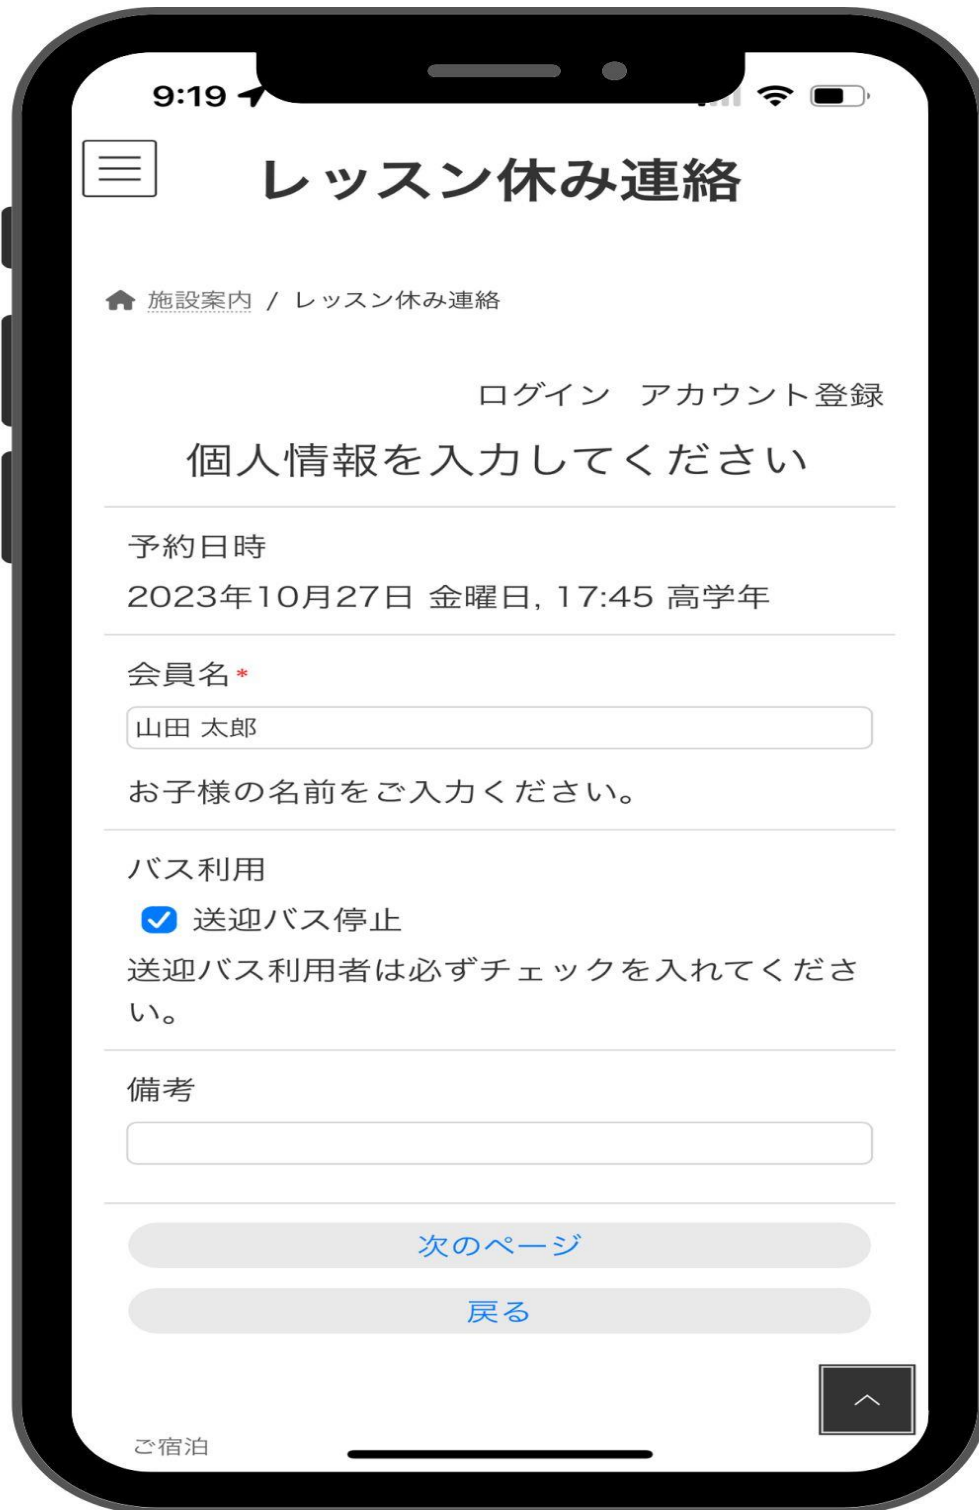 9:19
レッスン休み連絡
施設案内 / レッスン休み連絡
ログイン アカウント登録
個人情報を入力してください
予約日時
2023年10月27日 金曜日, 17:45 高学年
会員名*
山田 太郎
お子様の名前をご入力ください。
バス利用
送迎バス停止
送迎バス利用者は必ずチェックを入れてくださ
い。
備考
次のページ
戻る
ご宿泊